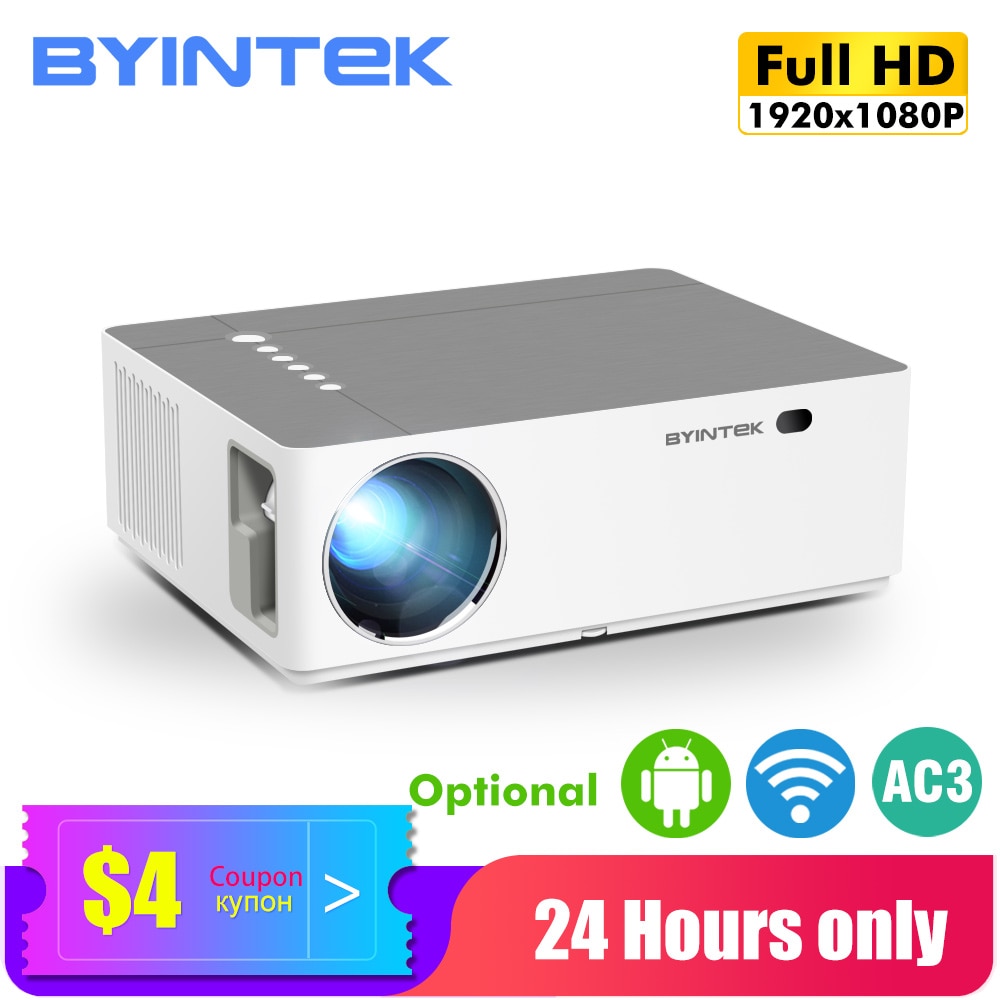 BYINTEK
Full HD
1920x1080P
BYINTEK
Optional
AC3
$4
Coupon
купон
>
24 Hours only